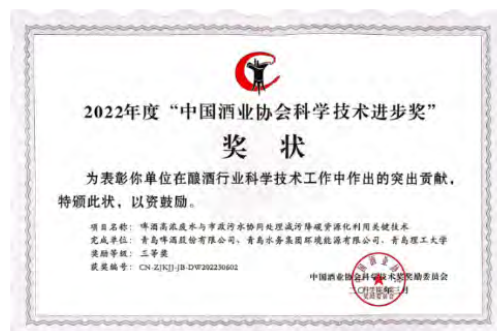 2022年度“中国酒业协会科学技术进步奖”
奖 状
为表彰你单位在酿酒行业科学技术工作中作出的突出贡献，
特颁此状，以资鼓励。
项目名称：啤酒高浓废水与市政污水协同处理减污降碳资源化利用关键技术
完成单位：青岛啤酒股份有限公司、青岛水务集团环境能源有限公司、青岛理工大学
奖励等级：三等奖
获奖编号：CN-ZJKJJ-JB-DW202230602
中国酒业协会科学技术奖奖励委员会